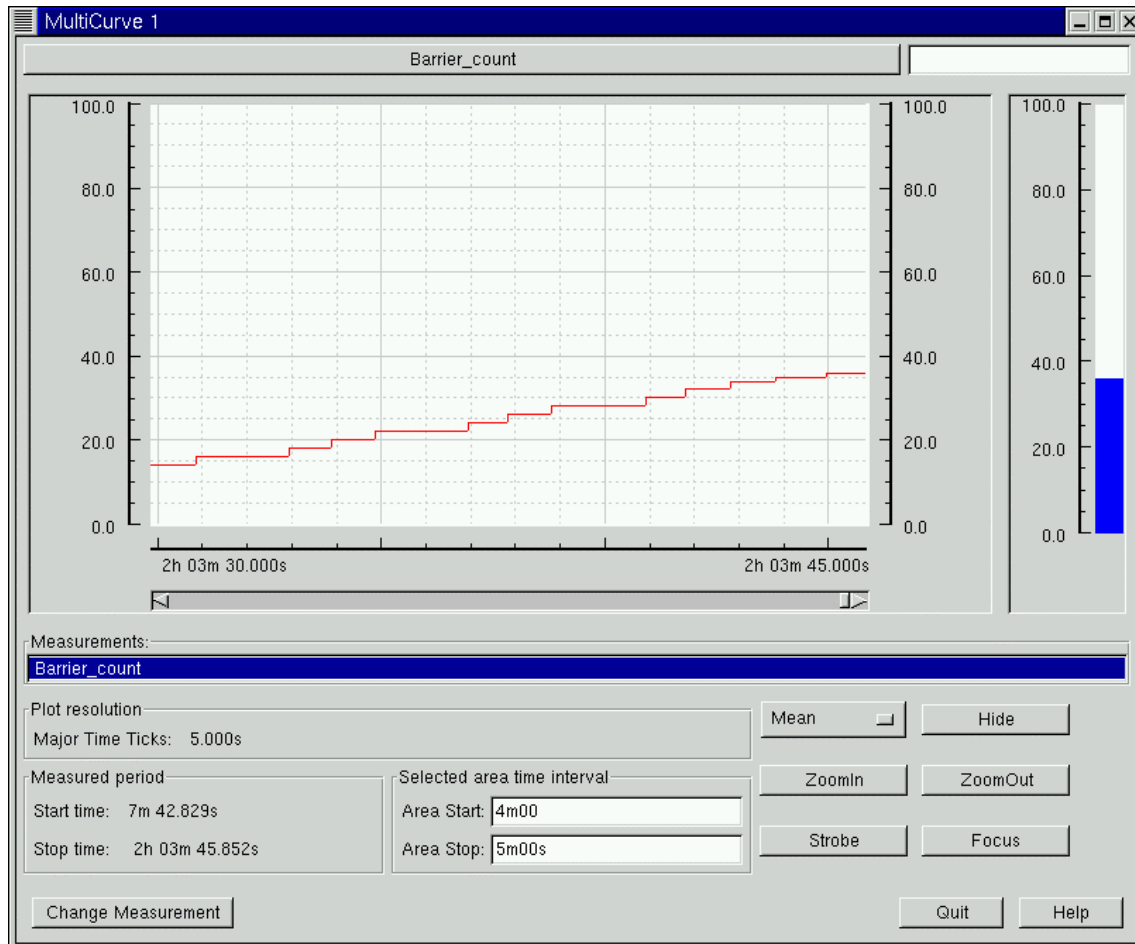 MultiCurve 1
Barrier_count
100.0 100.0 100.0
80.0 80.0 80.0
60.0 60.0 60.0
40.0 40.0 40.0
20.0 20.0 20.0
0.0 0.0 0.0
2h 03m 30.000s 2h 03m 45.000s
Measurements:
Barrier_count
Plot resolution
Major Time Ticks: 5.000s
Mean Hide
Measured period
Start time: 7m 42.829s
Stop time: 2h 03m 45.852s
Selected area time interval
Area Start: 4m00
Area Stop: 5m00s
ZoomIn ZoomOut
Strobe Focus
Change Measurement Quit Help